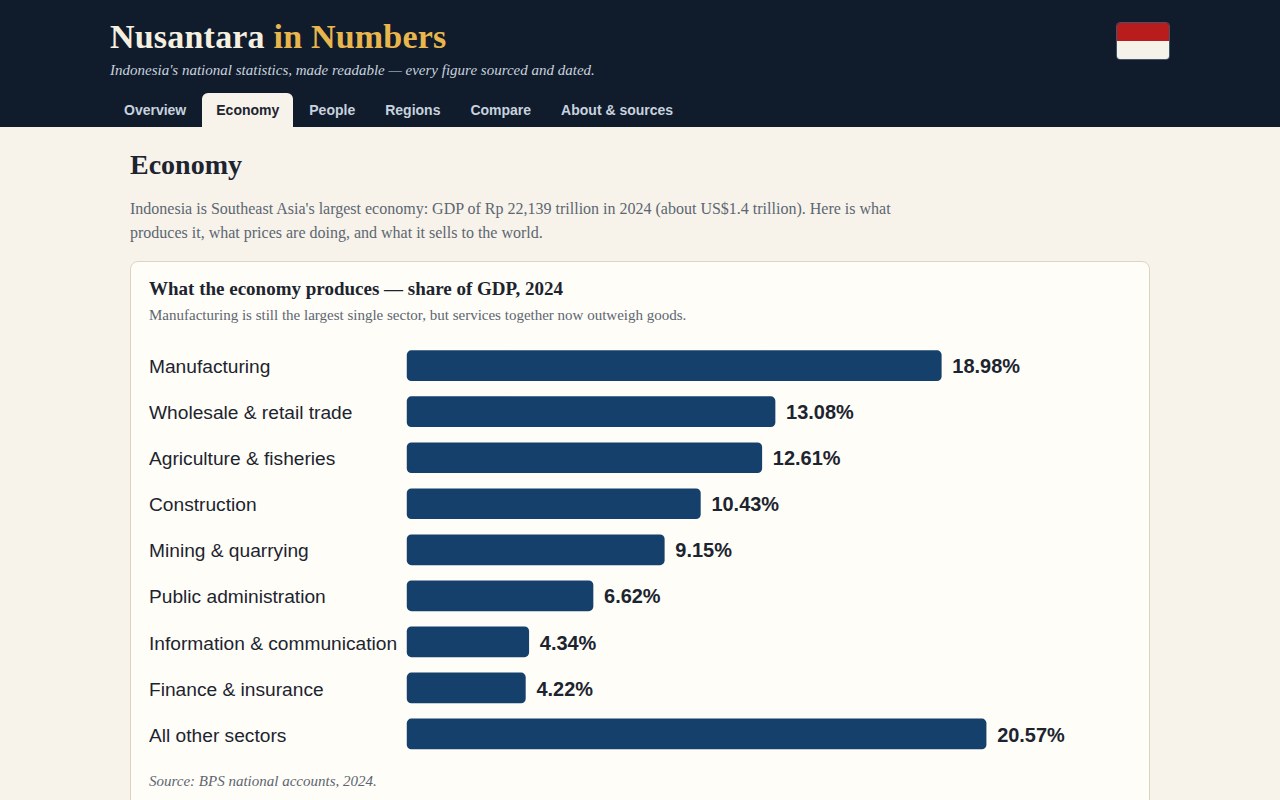 Nusantara in Numbers
Indonesia's national statistics, made readable — every figure sourced and dated.
Overview Economy People Regions Compare About & sources
Economy
Indonesia is Southeast Asia's largest economy: GDP of Rp 22,139 trillion in 2024 (about US$1.4 trillion). Here is what
produces it, what prices are doing, and what it sells to the world.
What the economy produces — share of GDP, 2024
Manufacturing is still the largest single sector, but services together now outweigh goods.
Manufacturing 18.98%
Wholesale & retail trade 13.08%
Agriculture & fisheries 12.61%
Construction 10.43%
Mining & quarrying 9.15%
Public administration 6.62%
Information & communication 4.34%
Finance & insurance 4.22%
All other sectors 20.57%
Source: BPS national accounts, 2024.